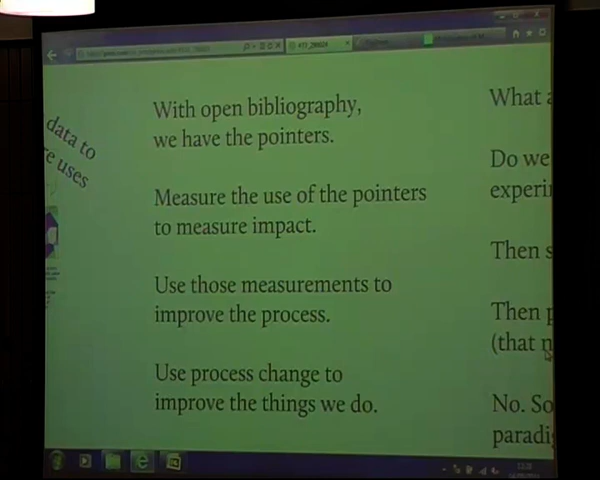 data to
re uses
With open bibliography,
we have the pointers.
Measure the use of the pointers
to measure impact.
Use those measurements to
improve the process.
Use process change to
improve the things we do.
What a
Do we
experi
Then s
Then p
(that n
No. So
paradi